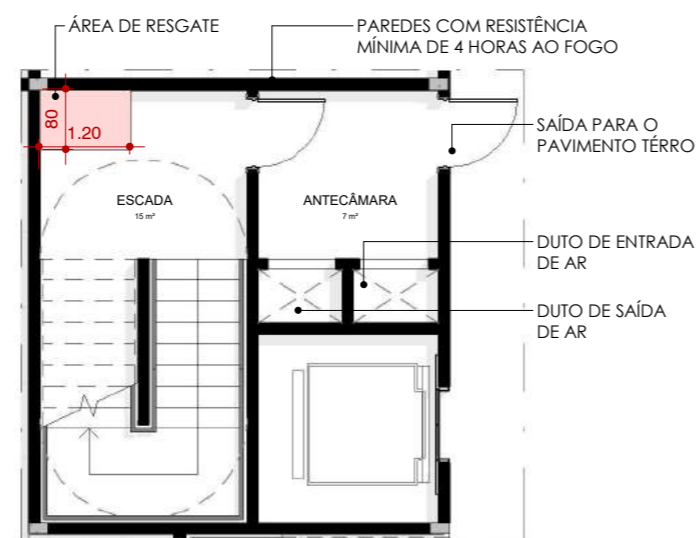 ÁREA DE RESGATE
PAREDES COM RESISTÊNCIA
MÍNIMA DE 4 HORAS AO FOGO
80
1.20
SAÍDA PARA O
PAVIMENTO TÉRRO
ESCADA
15 m²
ANTECÂMARA
7 m²
DUTO DE ENTRADA
DE AR
DUTO DE SAÍDA
DE AR